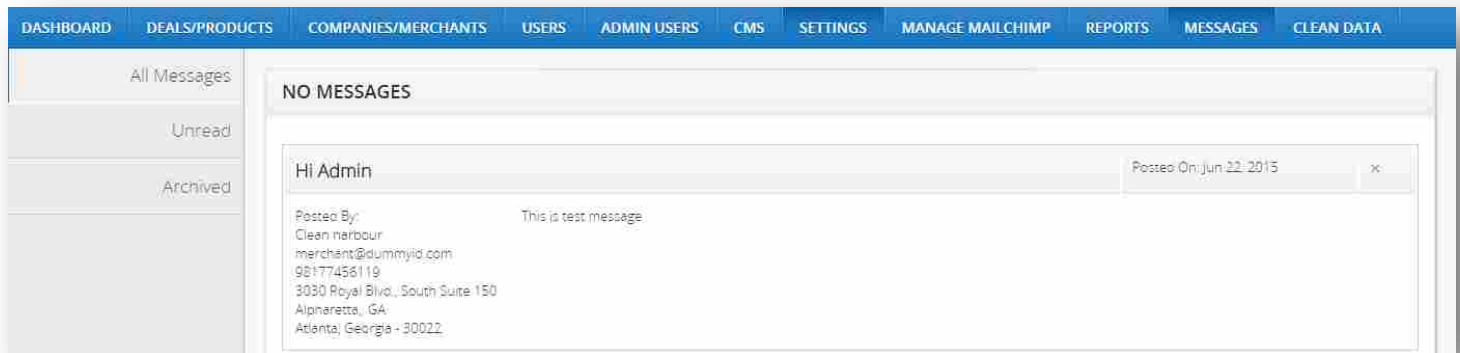 DASHBOARD DEALS/PRODUCTS COMPANIES/MERCHANTS USERS ADMIN USERS CMS SETTINGS MANAGE MAILCHIMP REPORTS MESSAGES CLEAN DATA
All Messages
Unread
Archived
NO MESSAGES
Hi Admin
Posted On: Jun 22, 2015 ×
Posted By:
Clean harbour
merchant@dummyid.com
98177456119
3030 Royal Blvd., South Suite 150
Alpharetta, GA
Atlanta, Georgia - 30022
This is test message